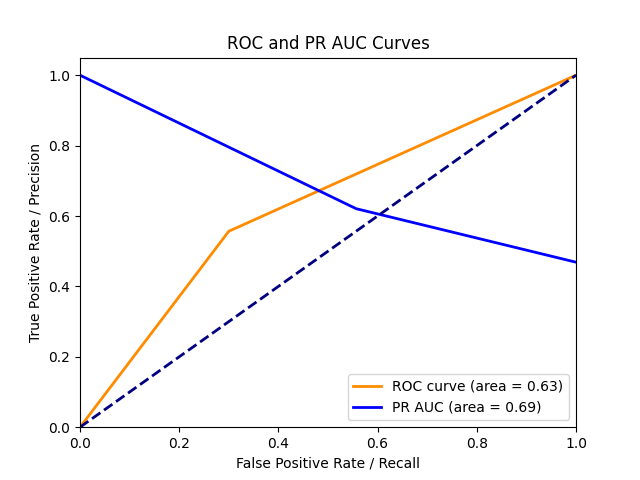 ROC and PR AUC Curves
True Positive Rate / Precision
1.0
0.8
0.6
0.4
0.2
0.0
ROC curve (area = 0.63)
PR AUC (area = 0.69)
0.0 0.2 0.4 0.6 0.8 1.0
False Positive Rate / Recall